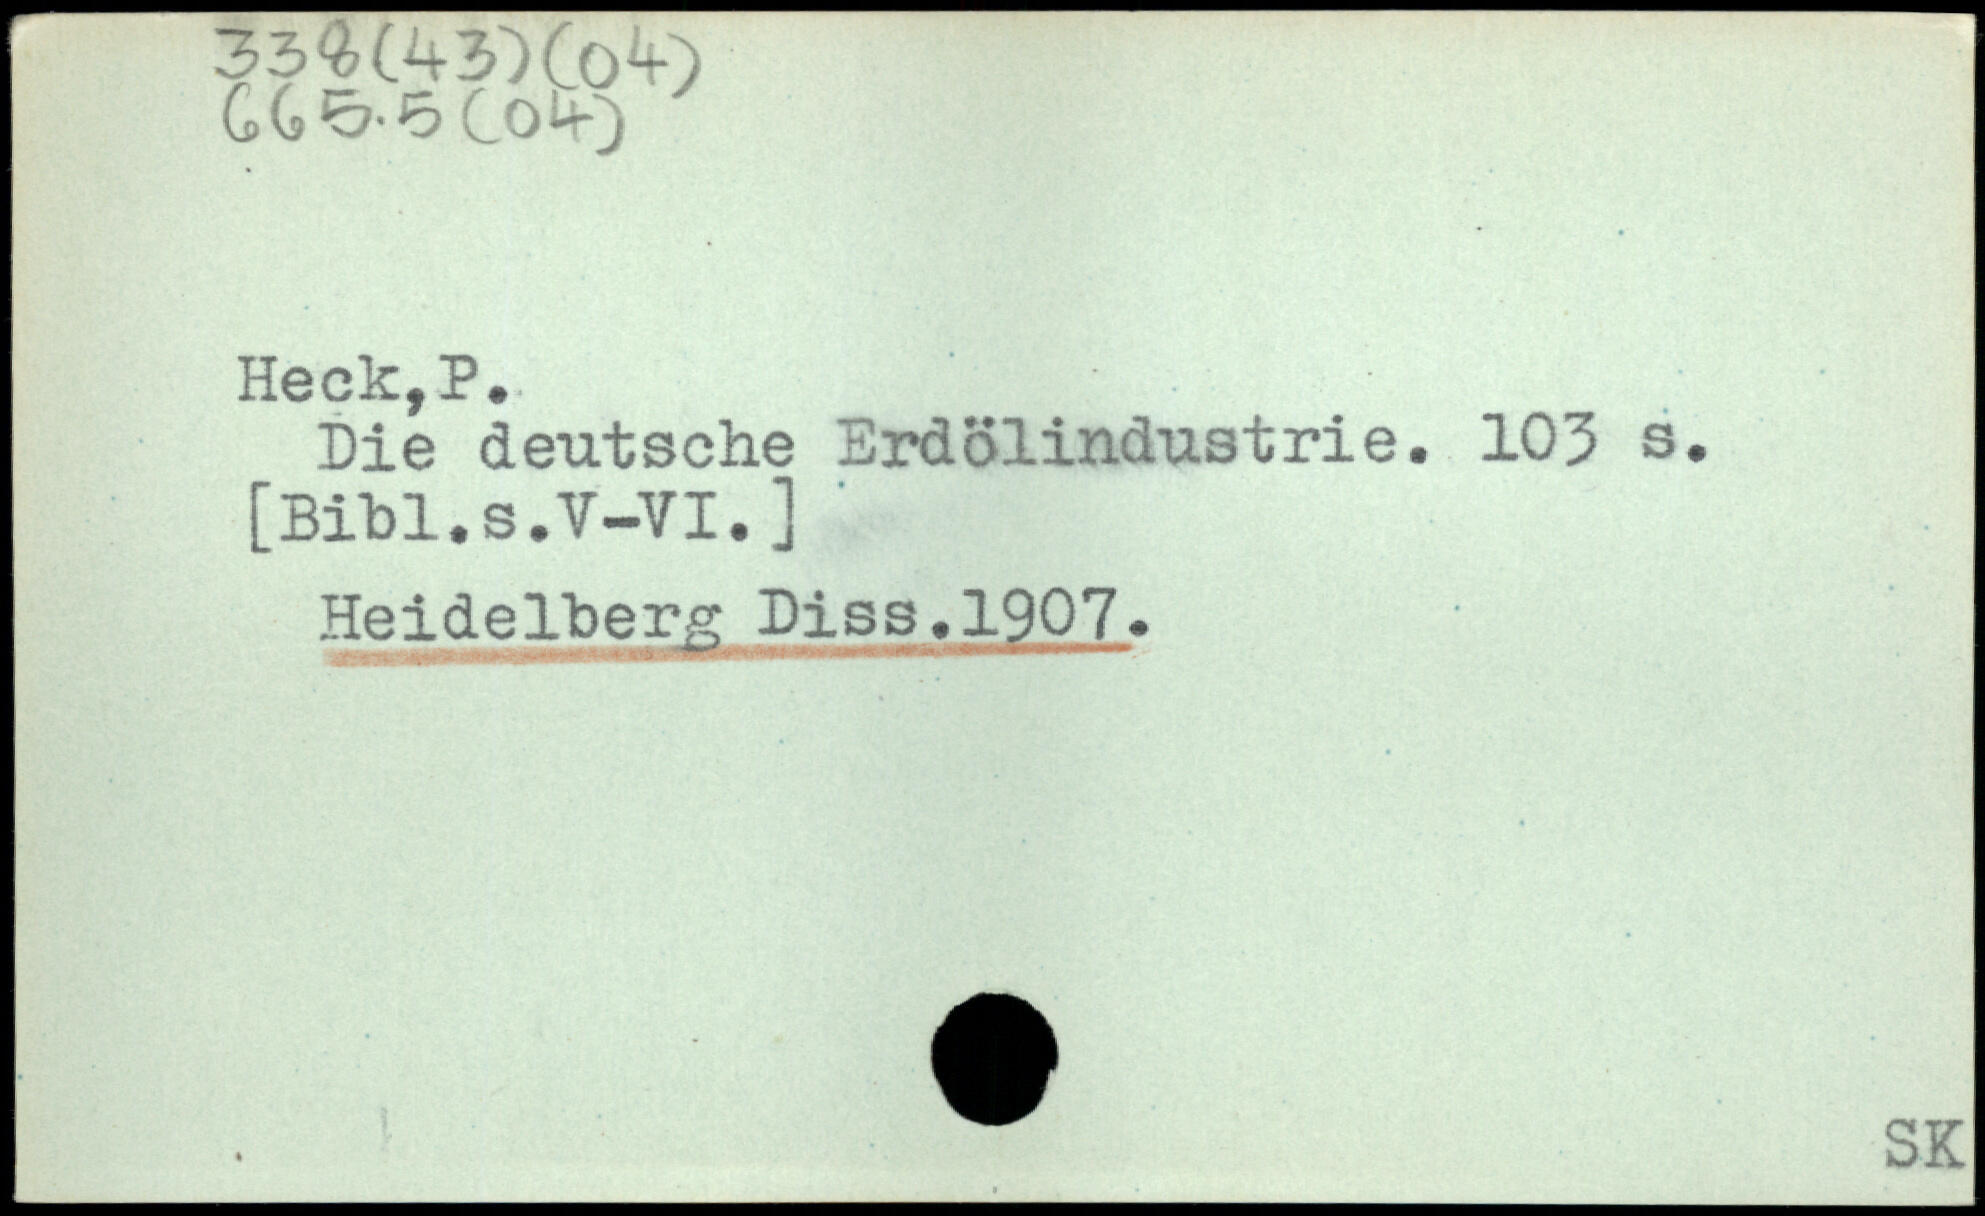 338(43)(04)
665.5(04)
Heck,P.
Die deutsche Erdölindustrie. 103 s.
[Bibl.s.V-VI.]
Heidelberg Diss.1907.
SK